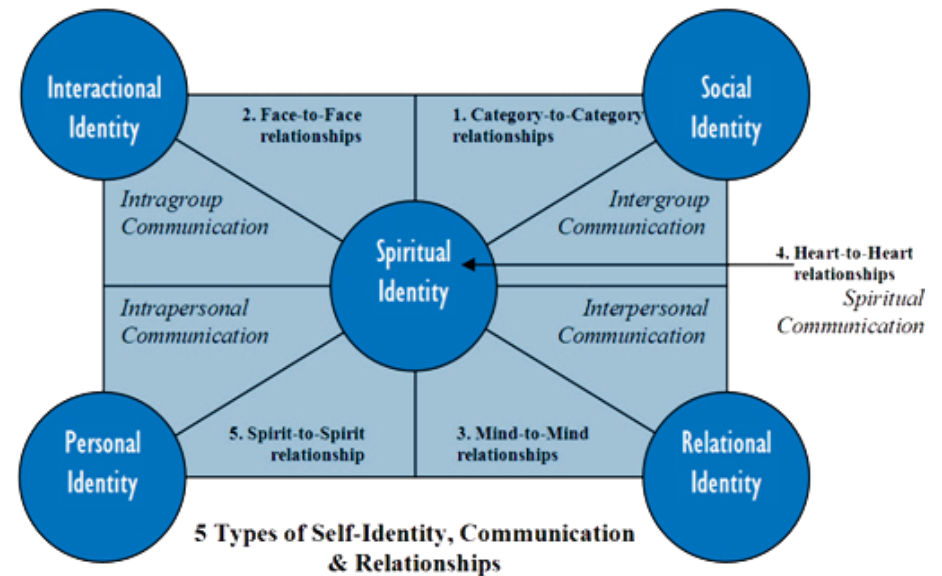 Interactional
Identity
Social
Identity
2. Face-to-Face
relationships
1. Category-to-Category
relationships
Intragroup
Communication
Intergroup
Communication
Spiritual
Identity
4. Heart-to-Heart
relationships
Spiritual
Communication
Intrapersonal
Communication
Interpersonal
Communication
Personal
Identity
5. Spirit-to-Spirit
relationship
3. Mind-to-Mind
relationships
Relational
Identity
5 Types of Self-Identity, Communication
& Relationships